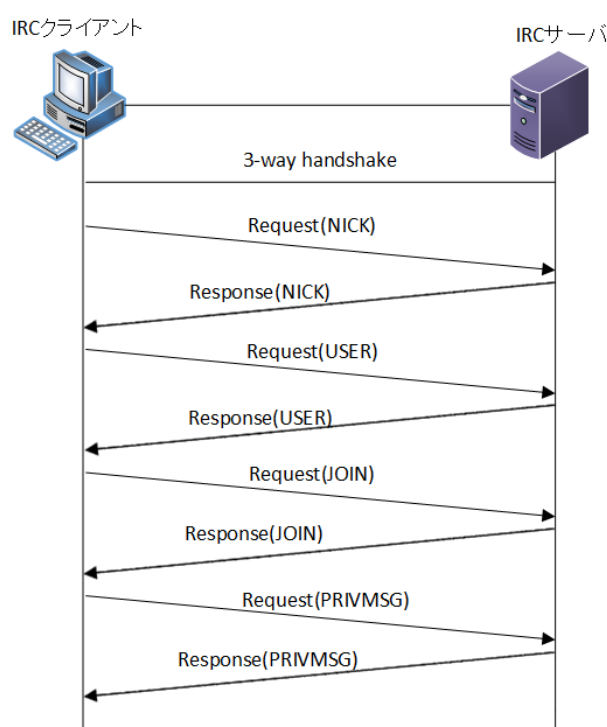 IRCクライアント
IRCサーバ
3-way handshake
Request(NICK)
Response(NICK)
Request(USER)
Response(USER)
Request(JOIN)
Response(JOIN)
Request(PRIVMSG)
Response(PRIVMSG)